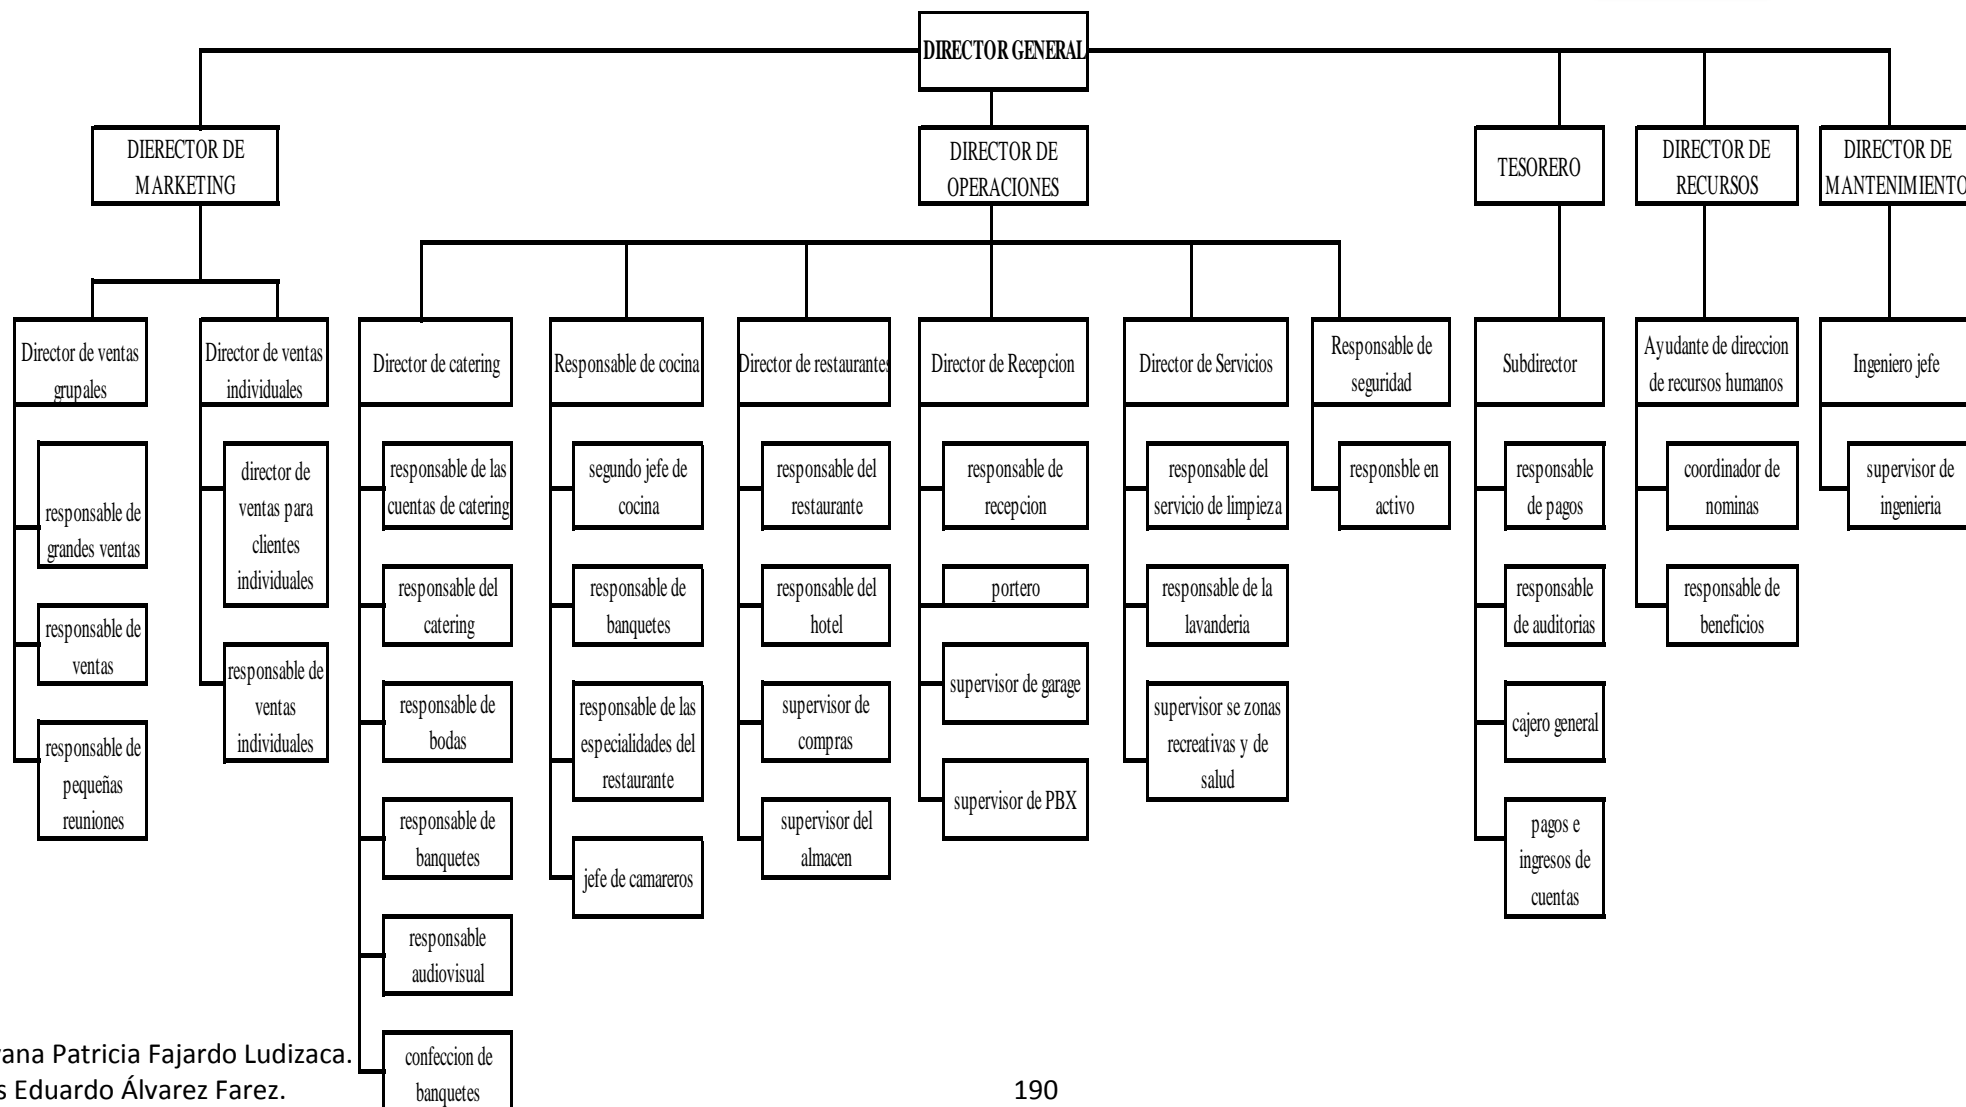 DIRECTOR GENERAL
DIERECTOR DE
MARKETING
DIRECTOR DE
OPERACIONES
TESORERO
DIRECTOR DE
RECURSOS
DIRECTOR DE
MANTENIMIENTO
Director de ventas
grupales
Director de ventas
individuales
Director de catering
Responsable de cocina
Director de restaurantes
Director de Recepcion
Director de Servicios
Responsable de
seguridad
Subdirector
Ayudante de direccion
de recursos humanos
Ingeniero jefe
responsable de
grandes ventas
responsable de
ventas
responsable de
pequeñas
reuniones
director de
ventas para
clientes
individuales
responsable de
ventas
individuales
responsable de las
cuentas de catering
responsable del
catering
responsable de
bodas
responsable de
banquetes
responsable
audiovisual
confeccion de
banquetes
segundo jefe de
cocina
responsable de
banquetes
responsable de las
especialidades del
restaurante
jefe de camareros
responsable del
restaurante
responsable del
hotel
supervisor de
compras
supervisor del
almacen
responsable de
recepcion
portero
supervisor de garage
supervisor de PBX
responsable del
servicio de limpieza
responsable de la
lavanderia
supervisor se zonas
recreativas y de
salud
responsble en
activo
responsable
de pagos
responsable
de auditorias
cajero general
pagos e
ingresos de
cuentas
coordinador de
nominas
responsable de
beneficios
supervisor de
ingenieria
ana Patricia Fajardo Ludizaca.
s Eduardo Álvarez Farez.
190